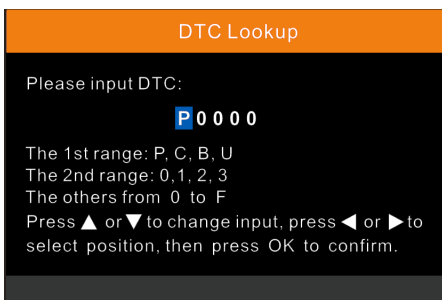 DTC Lookup
Please input DTC:
P0000
The 1st range: P, C, B, U
The 2nd range: 0,1, 2, 3
The others from 0 to F
Press ▲ or ▼ to change input, press ◀ or ▶ to
select position, then press OK to confirm.